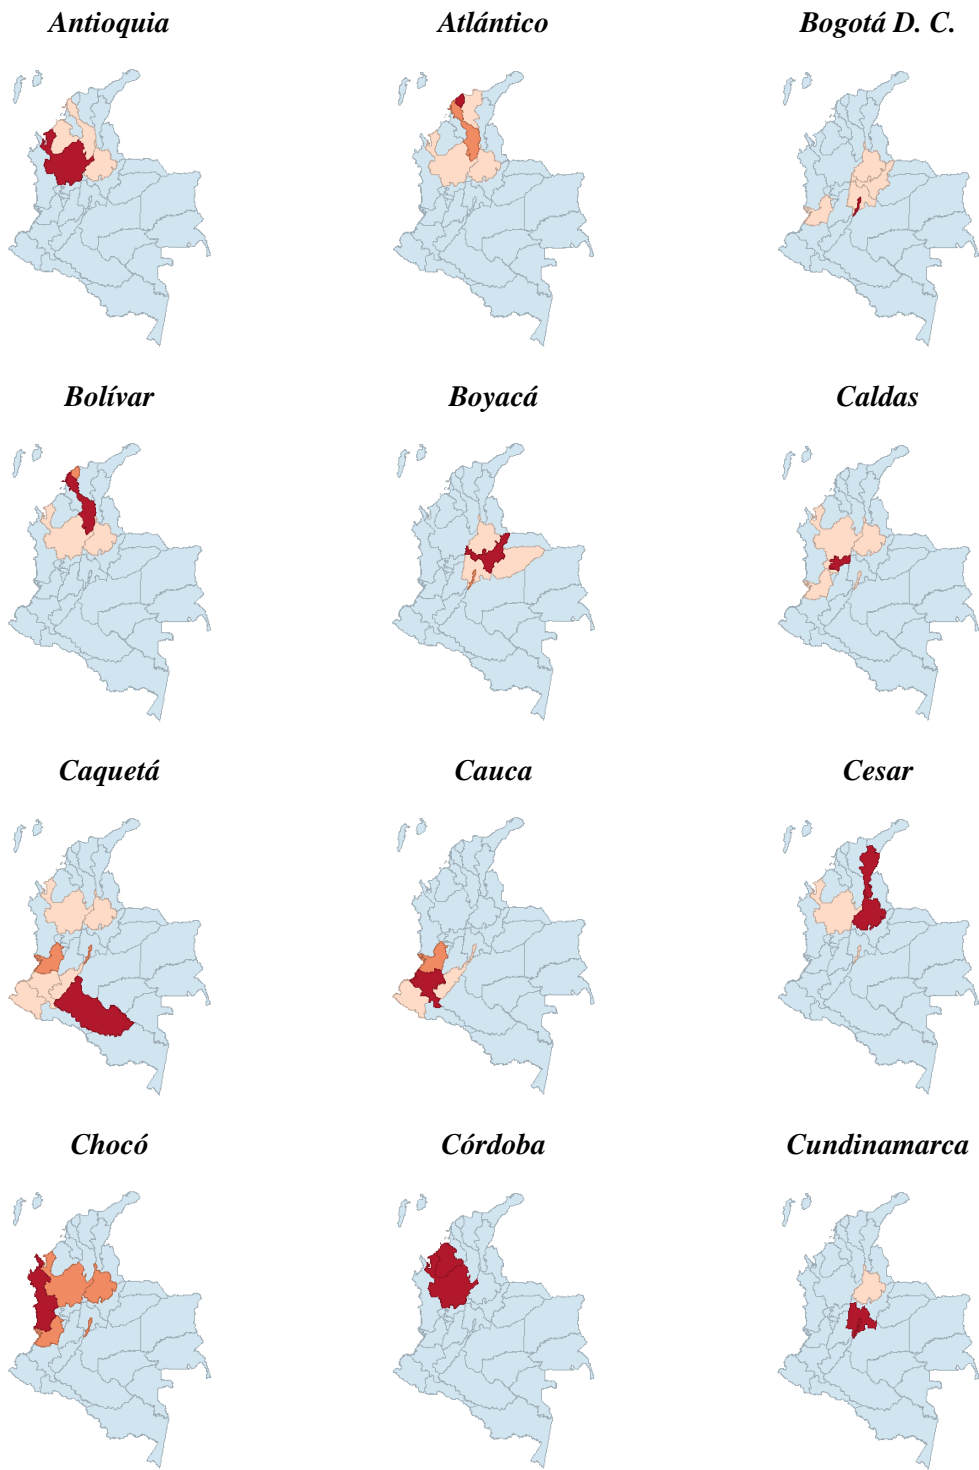 Antioquia
Atlántico
Bogotá D. C.
Bolívar
Boyacá
Caldas
Caquetá
Cauca
Cesar
Chocó
Córdoba
Cundinamarca